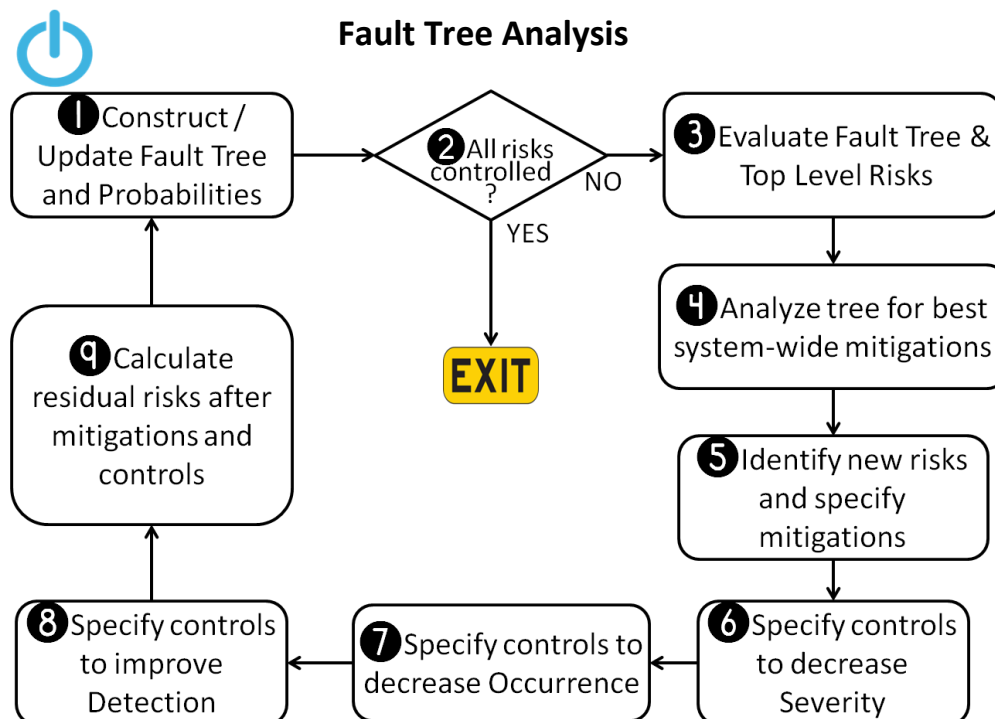 Fault Tree Analysis
1 Construct /
Update Fault Tree
and Probabilities
2 All risks
controlled
?
NO
YES
EXIT
3 Evaluate Fault Tree &
Top Level Risks
4 Analyze tree for best
system-wide mitigations
5 Identify new risks
and specify
mitigations
6 Specify controls
to decrease
Severity
7 Specify controls to
decrease Occurrence
8 Specify controls
to improve
Detection
9 Calculate
residual risks after
mitigations and
controls